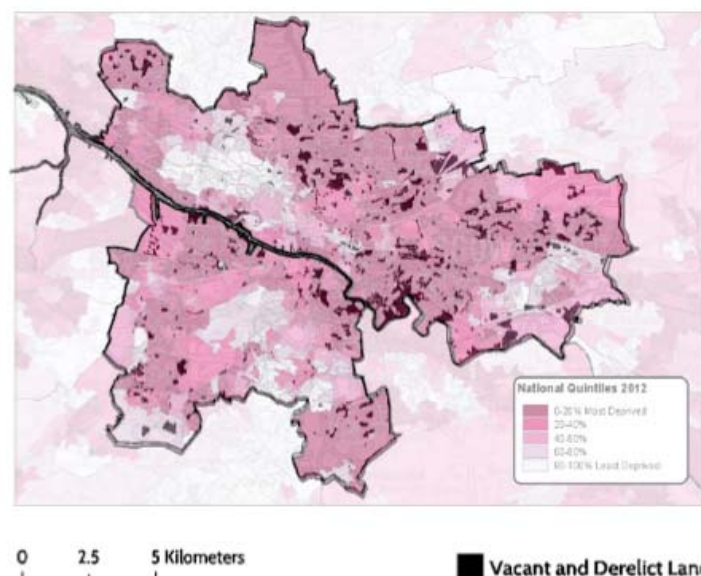 National Quintiles 2012
0-20% Most Deprived
20-40%
40-60%
60-80%
80-100% Least Deprived
0 2.5 5 Kilometers
Vacant and Derelict Lan